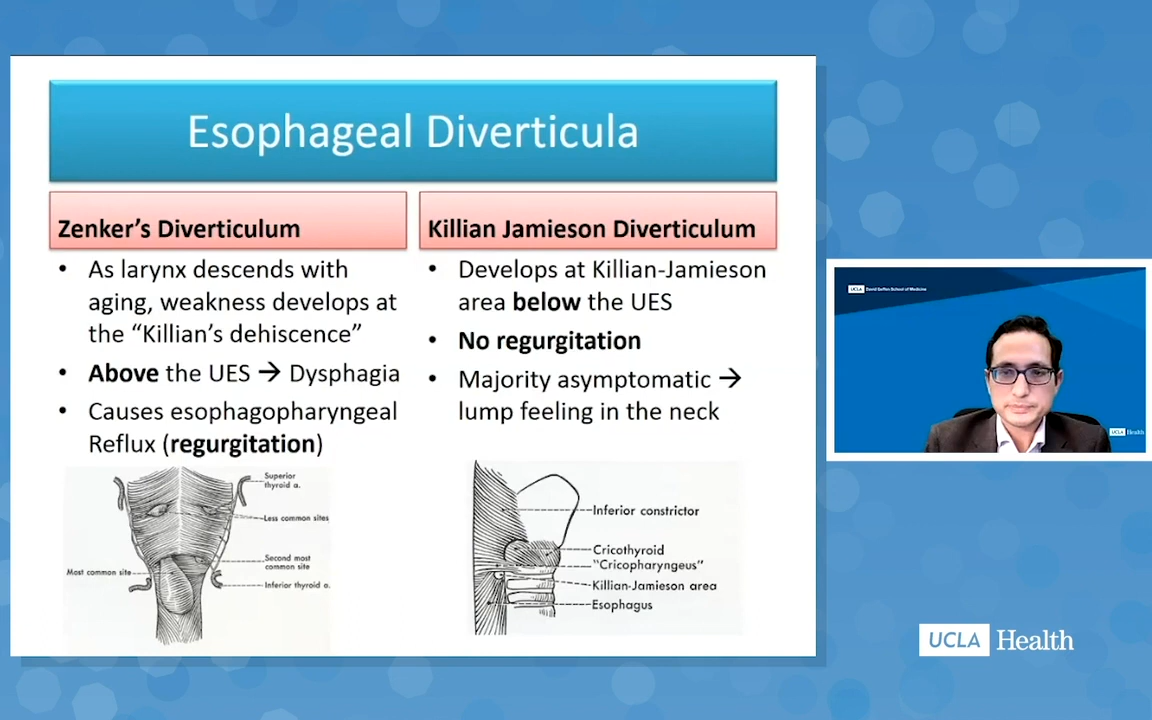 Esophageal Diverticula
Zenker's Diverticulum
• As larynx descends with
aging, weakness develops at
the “Killian's dehiscence”
• Above the UES → Dysphagia
• Causes esophagopharyngeal
Reflux (regurgitation)
Superior
thyroid a.
Less common sites
Second most
common site
Most common site
Inferior thyroid a.
Killian Jamieson Diverticulum
• Develops at Killian-Jamieson
area below the UES
• No regurgitation
• Majority asymptomatic →
lump feeling in the neck
Inferior constrictor
Cricothyroid
"Cricopharyngeus"
Killian-Jamieson area
Esophagus
UCLA David Geffen School of Medicine
UCLA Health
UCLA Health